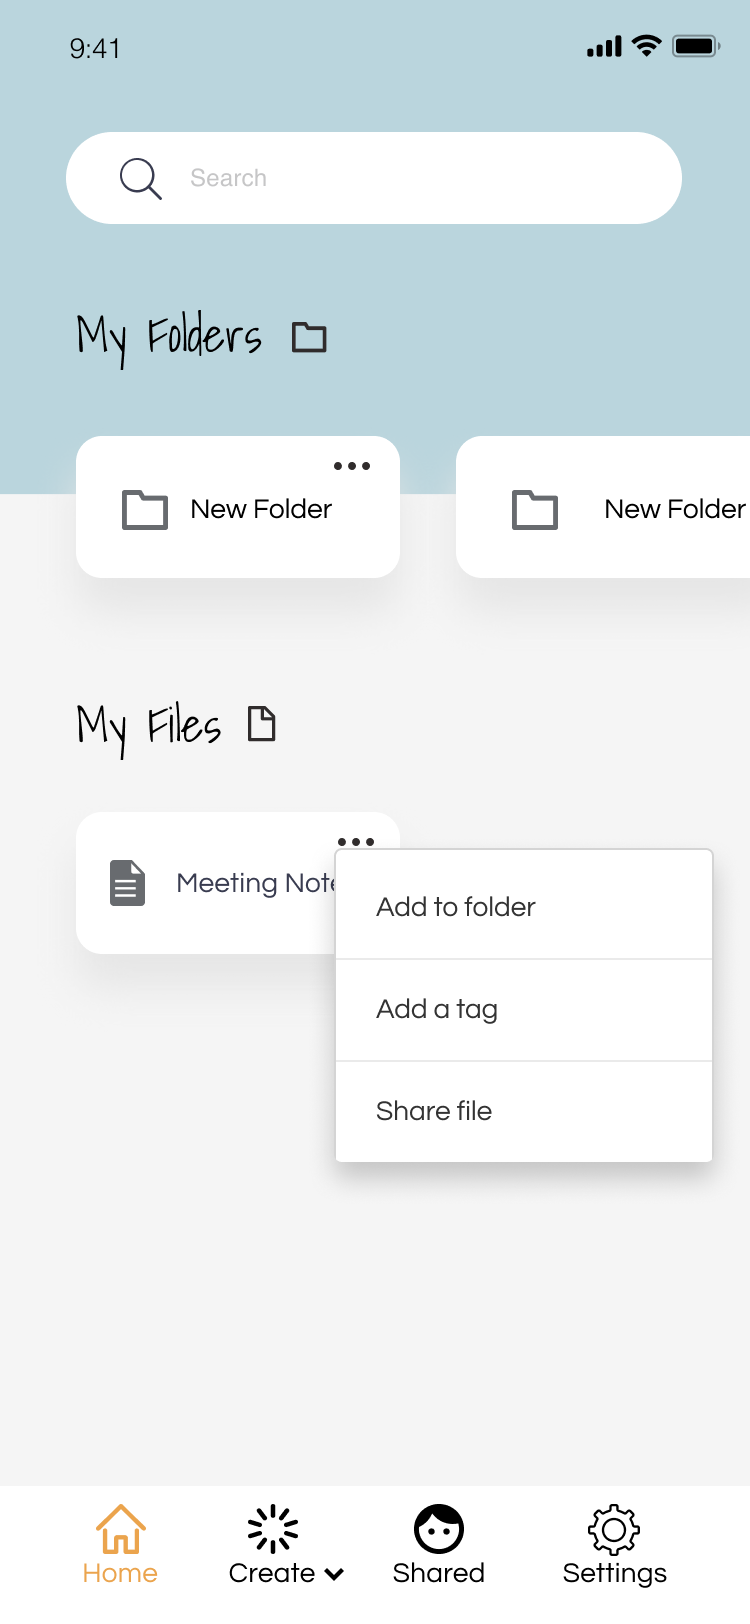 9:41
Search
My Folders
New Folder
New Folder
My Files
Meeting Note
Add to folder
Add a tag
Share file
Home
Create
Shared
Settings